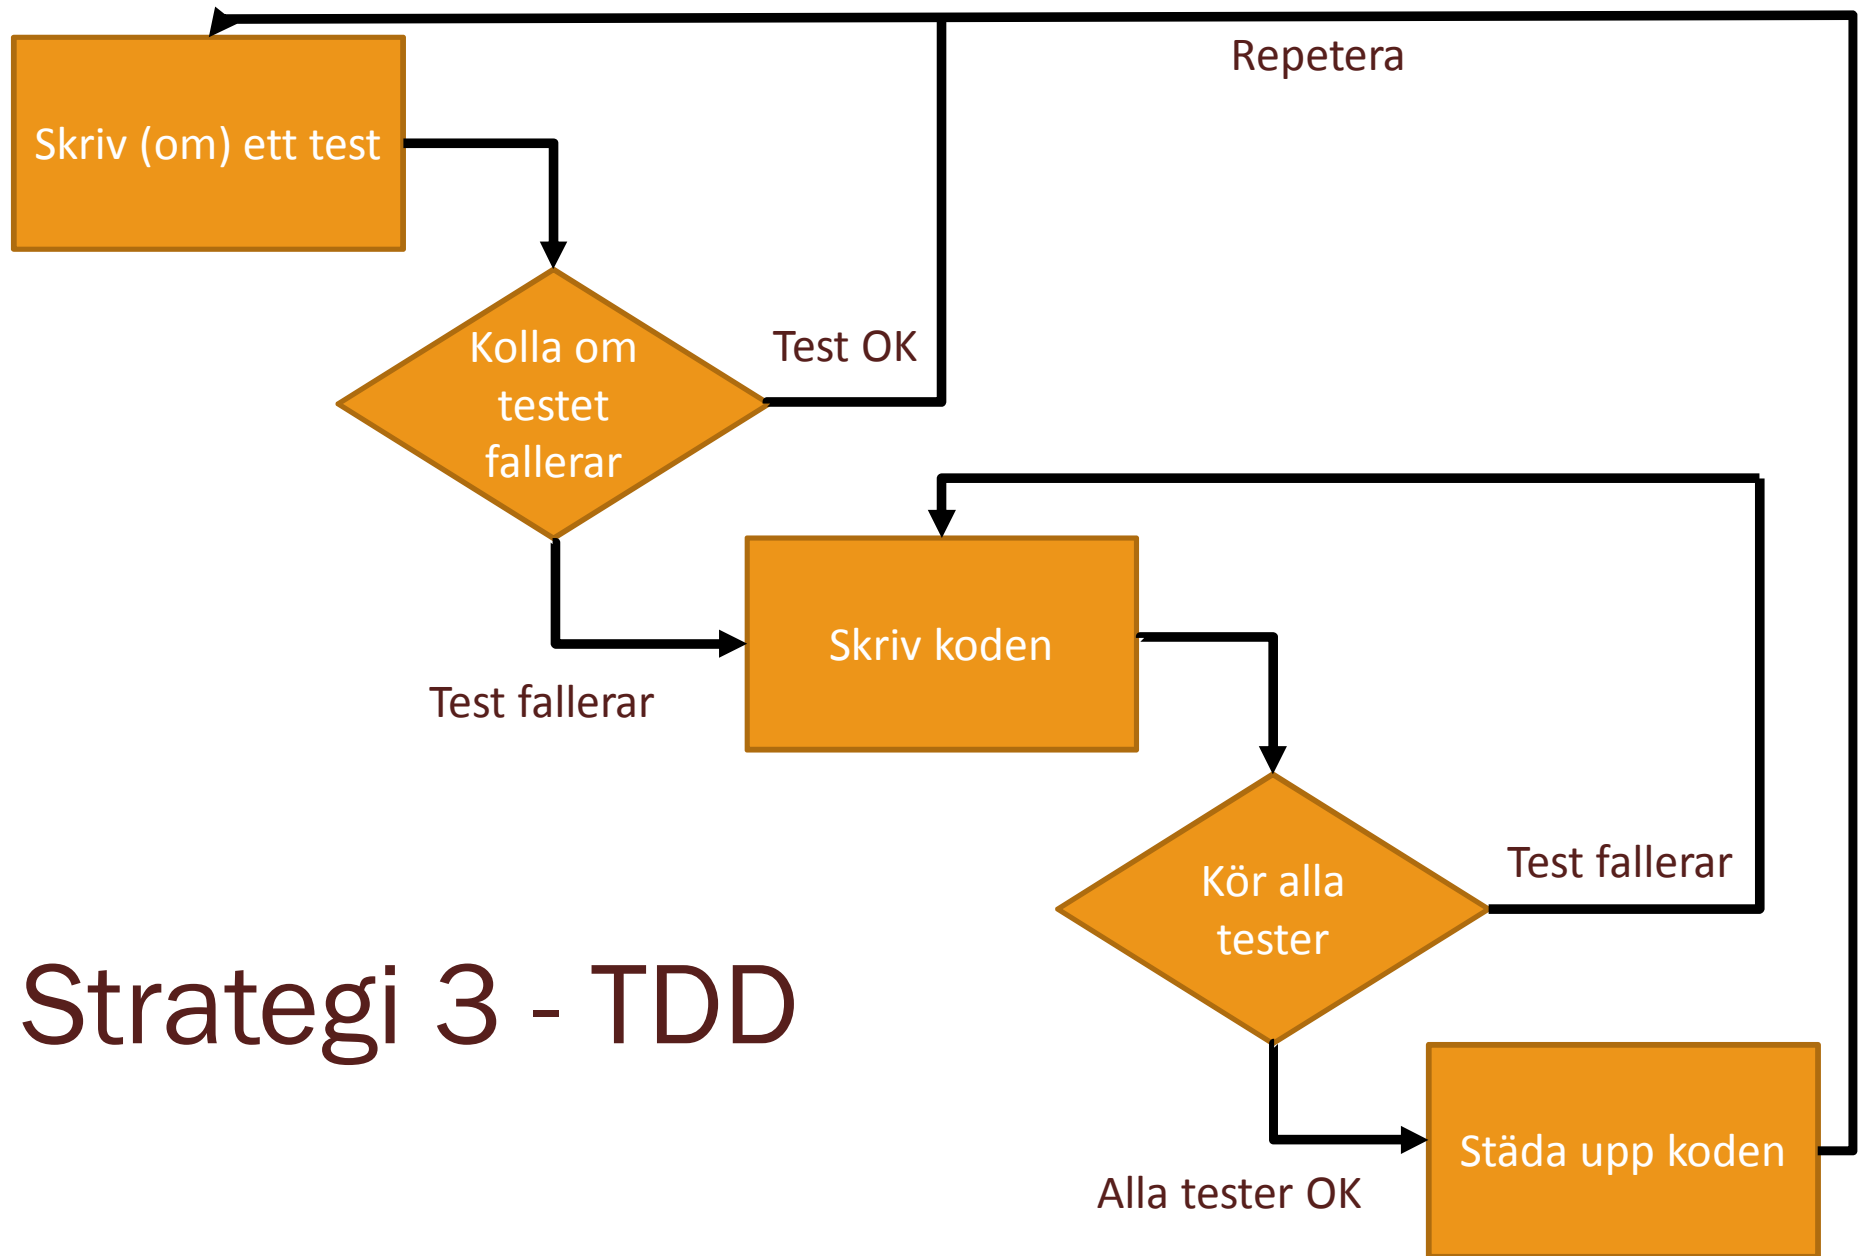 Repetera
Skriv (om) ett test
Kolla om
testet
fallerar
Test OK
Skriv koden
Test fallerar
Kör alla
tester
Test fallerar
Strategi 3 - TDD
Städa upp koden
Alla tester OK